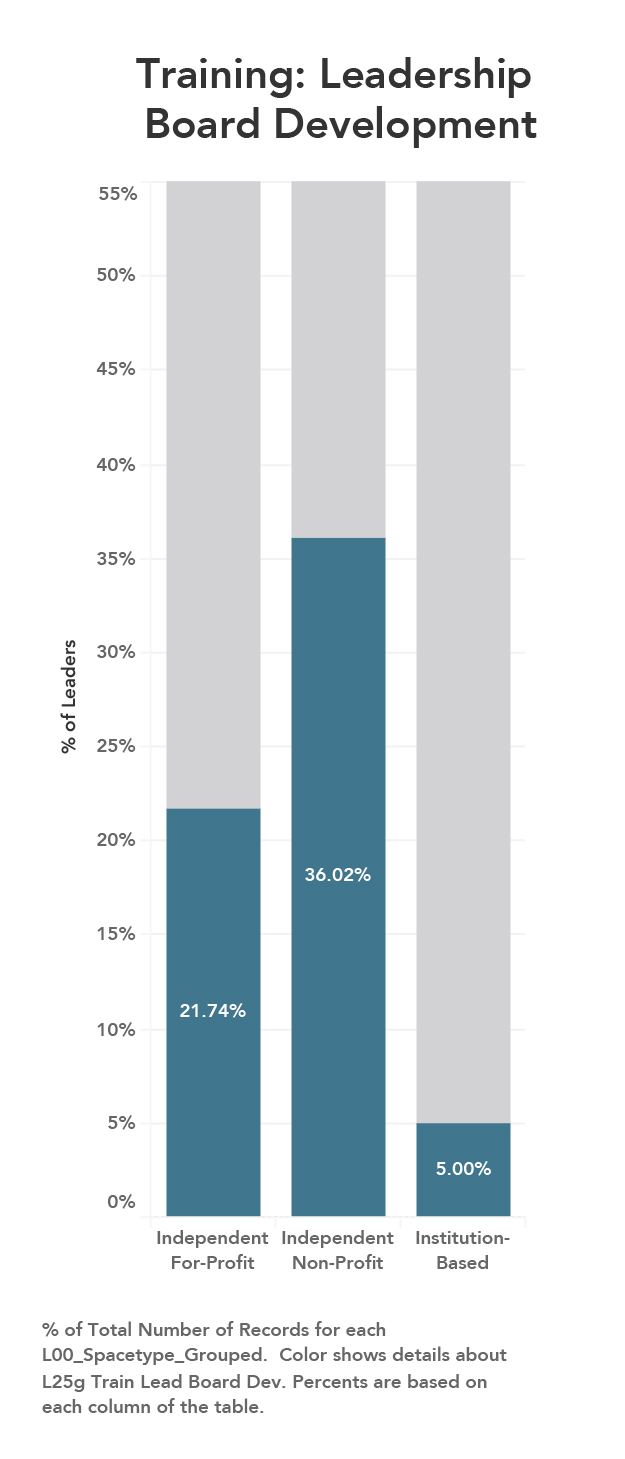 Training: Leadership
Board Development
55%
50%
45%
40%
35%
30%
25%
20%
15%
10%
5%
0%
% of Leaders
21.74%
36.02%
5.00%
Independent For-Profit
Independent Non-Profit
Institution-Based
% of Total Number of Records for each
L00_Spacetype_Grouped.  Color shows details about
L25g Train Lead Board Dev. Percents are based on
each column of the table.